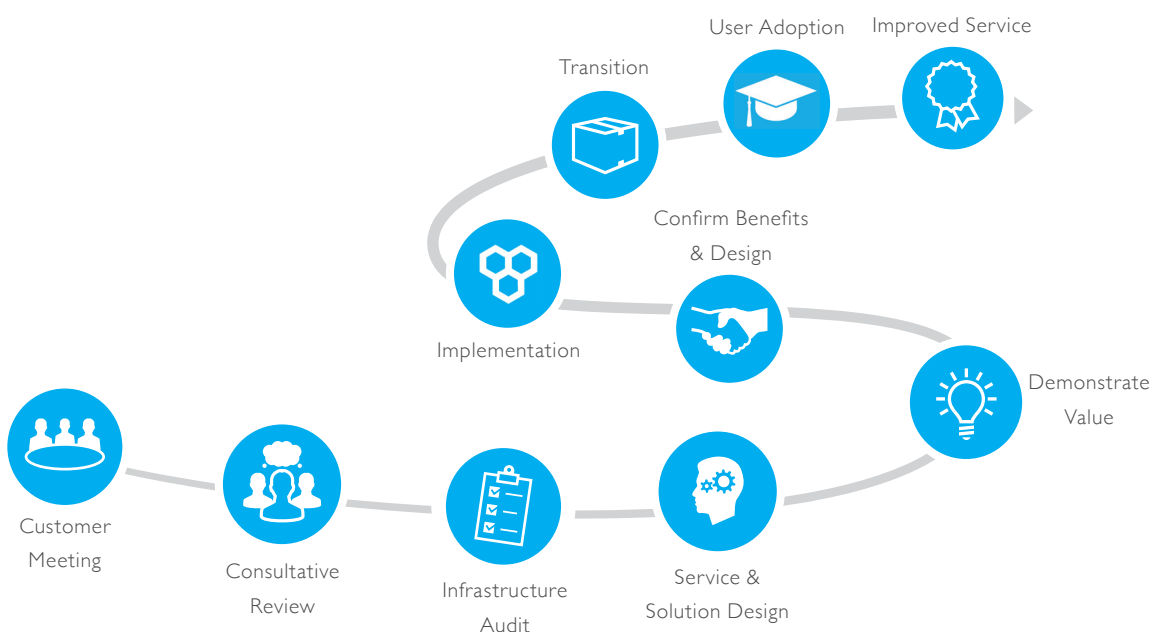 User Adoption
Improved Service
Transition
Confirm Benefits
& Design
Implementation
Demonstrate
Value
Customer
Meeting
Consultative
Review
Infrastructure
Audit
Service &
Solution Design